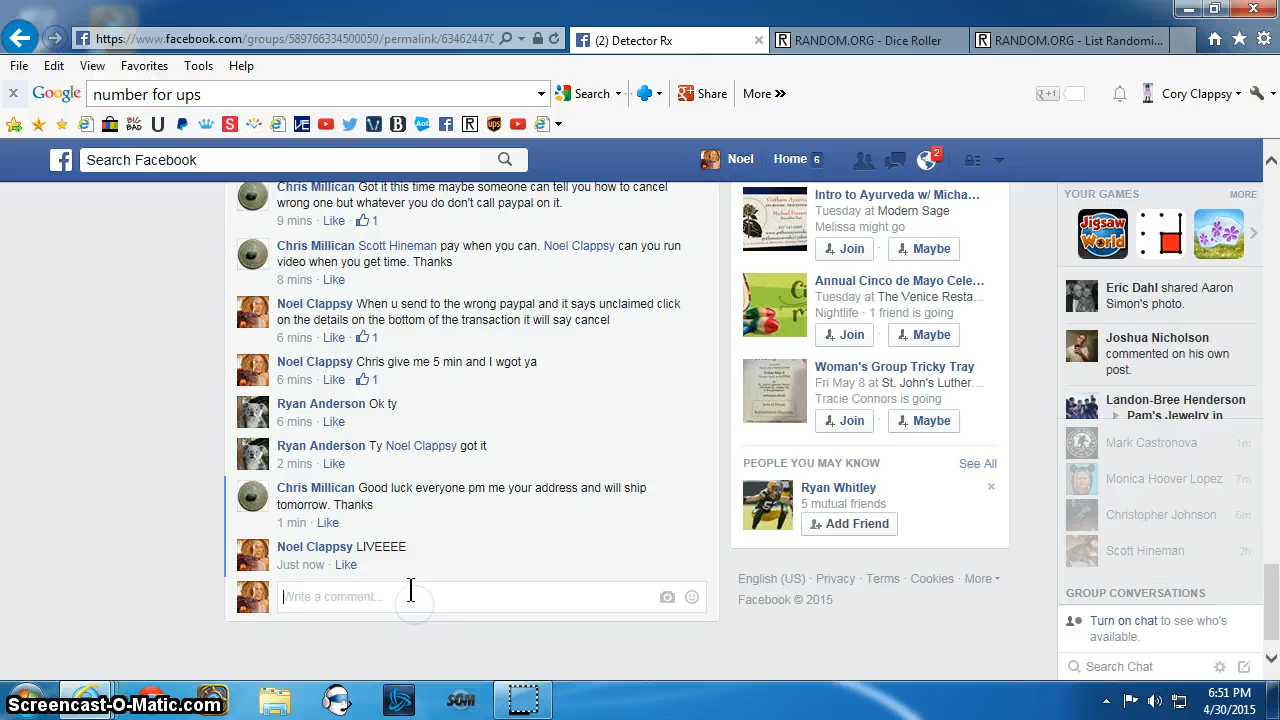 https://www.facebook.com/groups/589766334500050/permalink/634624470
(2) Detector Rx
RANDOM.ORG - Dice Roller
RANDOM.ORG - List Randomi...
File Edit View Favorites Tools Help
Google number for ups Search Share More »
+1 Cory Clappsy
Search Facebook
Noel Home 6
2
Chris Millican Got it this time maybe someone can tell you how to cancel
wrong one but whatever you do don't call paypal on it.
9 mins · Like · 1
Chris Millican Scott Hineman pay when you can. Noel Clappsy can you run
video when you get time. Thanks
8 mins · Like
Noel Clappsy When u send to the wrong paypal and it says unclaimed click
on the details on the bottom of the transaction it will say cancel
6 mins · Like · 1
Noel Clappsy Chris give me 5 min and I wgot ya
6 mins · Like · 1
Ryan Anderson Ok ty
6 mins · Like
Ryan Anderson Ty Noel Clappsy got it
2 mins · Like
Chris Millican Good luck everyone pm me your address and will ship
tomorrow. Thanks
1 min · Like
Noel Clappsy LIVEEEE
Just now · Like
Write a comment...
Intro to Ayurveda w/ Micha...
Tuesday at Modern Sage
Melissa might go
Join · Maybe
Annual Cinco de Mayo Cele...
Tuesday at The Venice Resta...
Nightlife · 1 friend is going
Join · Maybe
Woman's Group Tricky Tray
Fri May 8 at St. John's Luther...
Tracie Connors is going
Join · Maybe
PEOPLE YOU MAY KNOW See All
Ryan Whitley
5 mutual friends
Add Friend
English (US) · Privacy · Terms · Cookies · More
Facebook © 2015
YOUR GAMES MORE
Jigsaw
World
Eric Dahl shared Aaron
Simon's photo.
Joshua Nicholson
commented on his own
post.
Landon-Bree Henderson
Pam's Jewelry in
Mark Castronova 1m
Monica Hoover Lopez 7m
Christopher Johnson 6m
Scott Hineman 2h
GROUP CONVERSATIONS
Turn on chat to see who's
available.
Search Chat
SOM
Screencast-O-Matic.com
6:51 PM
4/30/2015